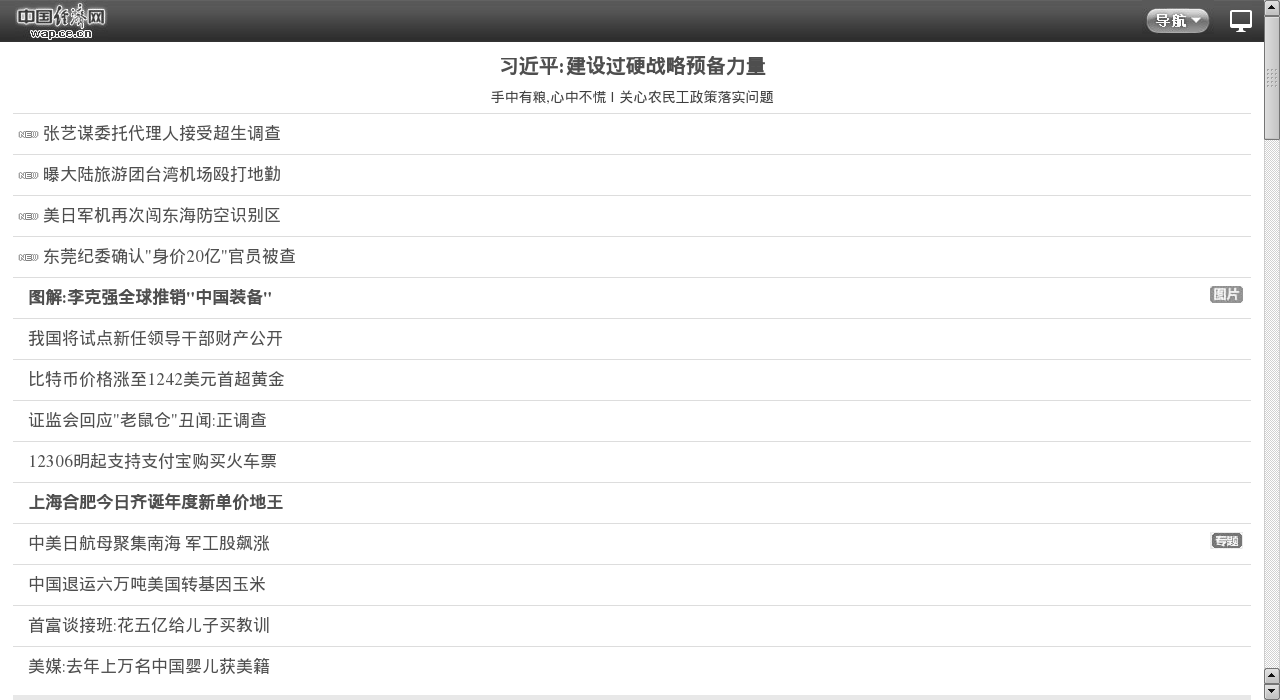 中国经济网
wap.ce.cn
导航
习近平:建设过硬战略预备力量
手中有粮,心中不慌 | 关心农民工政策落实问题
NEW 张艺谋委托代理人接受超生调查
NEW 曝大陆旅游团台湾机场殴打地勤
NEW 美日军机再次闯东海防空识别区
NEW 东莞纪委确认"身价20亿"官员被查
图解:李克强全球推销"中国装备" 图片
我国将试点新任领导干部财产公开
比特币价格涨至1242美元首超黄金
证监会回应"老鼠仓"丑闻:正调查
12306明起支持支付宝购买火车票
上海合肥今日齐诞年度新单价地王
中美日航母聚集南海 军工股飙涨 专题
中国退运六万吨美国转基因玉米
首富谈接班:花五亿给儿子买教训
美媒:去年上万名中国婴儿获美籍